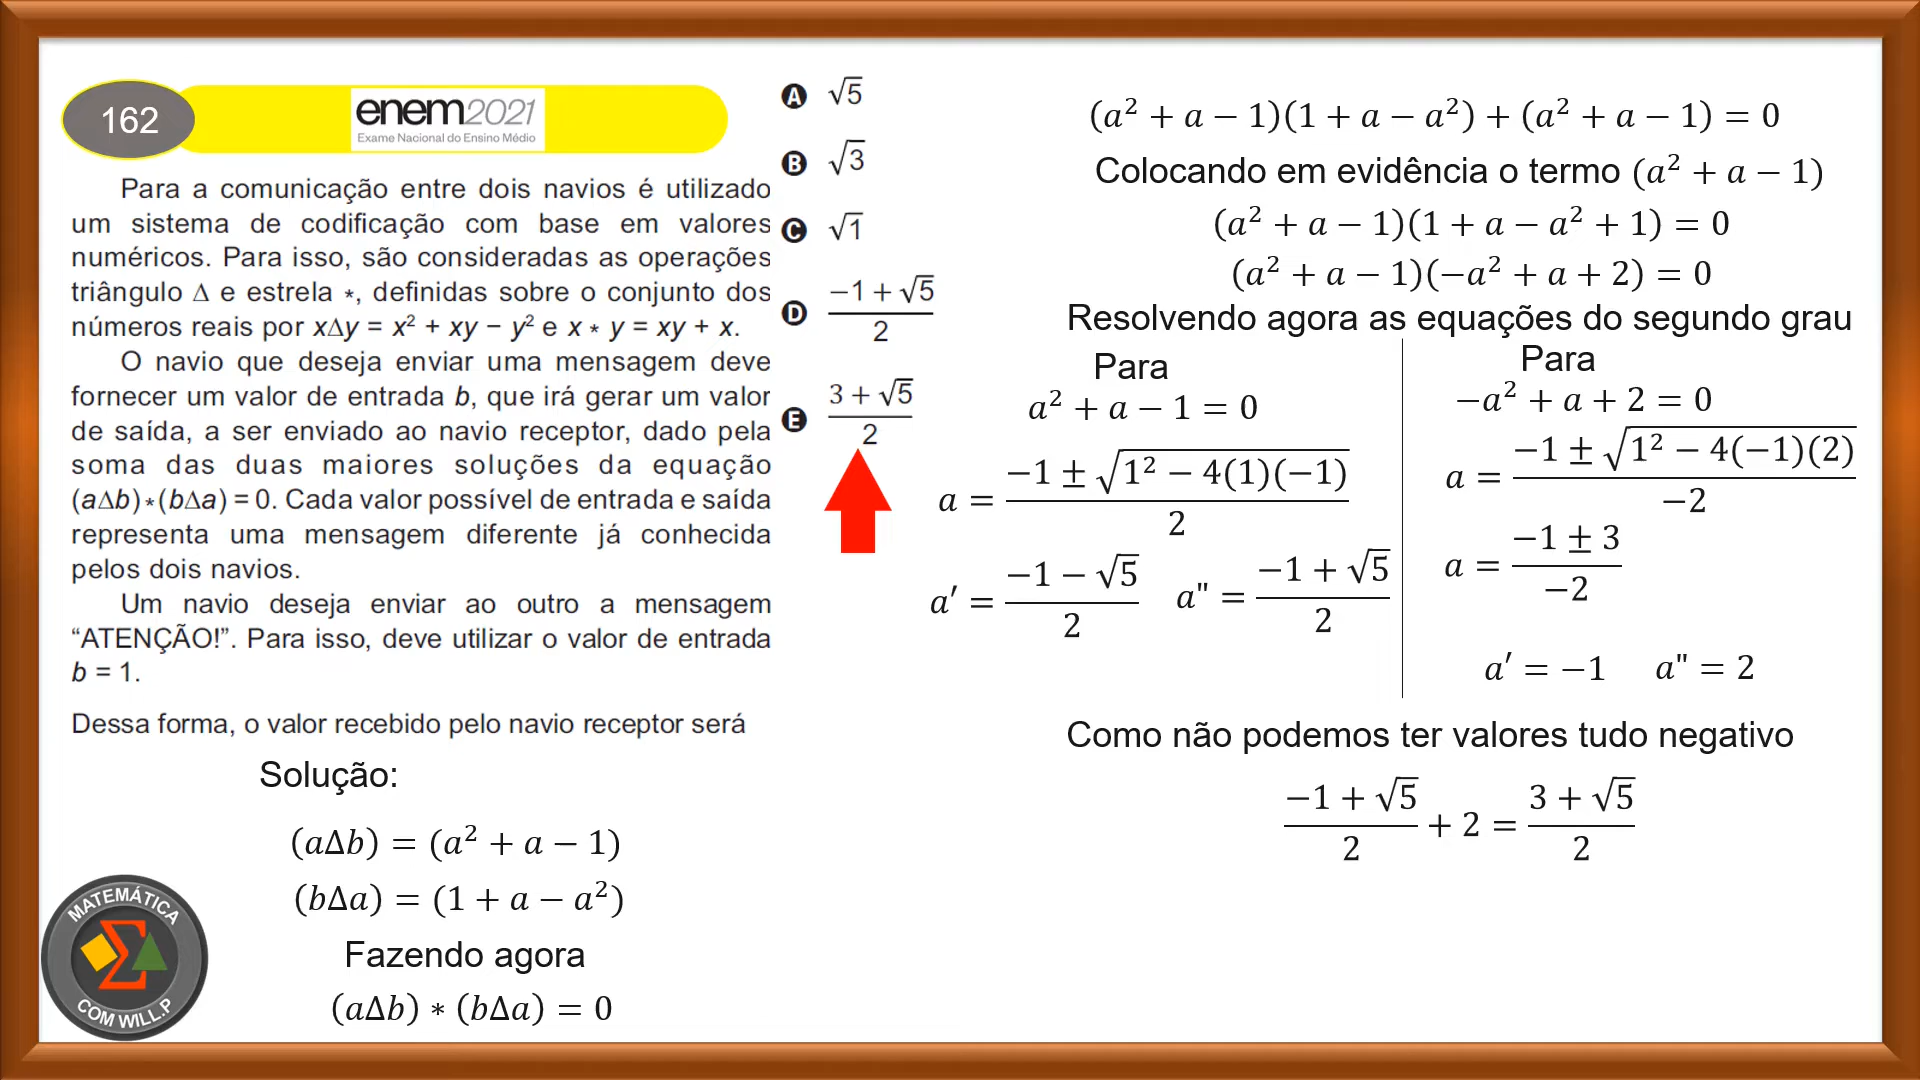 162
enem2021
Exame Nacional do Ensino Médio
Para a comunicação entre dois navios é utilizado
um sistema de codificação com base em valores
numéricos. Para isso, são consideradas as operações
triângulo Δ e estrela *, definidas sobre o conjunto dos
números reais por xΔy = x² + xy − y² e x * y = xy + x.
O navio que deseja enviar uma mensagem deve
fornecer um valor de entrada b, que irá gerar um valor
de saída, a ser enviado ao navio receptor, dado pela
soma das duas maiores soluções da equação
(aΔb)*(bΔa) = 0. Cada valor possível de entrada e saída
representa uma mensagem diferente já conhecida
pelos dois navios.
Um navio deseja enviar ao outro a mensagem
“ATENÇÃO!”. Para isso, deve utilizar o valor de entrada
b = 1.
Dessa forma, o valor recebido pelo navio receptor será
A √5
B √3
C √1
D (−1 + √5)/2
E (3 + √5)/2
Solução:
(aΔb) = (a² + a − 1)
(bΔa) = (1 + a − a²)
Fazendo agora
(aΔb) * (bΔa) = 0
(a² + a − 1)(1 + a − a²) + (a² + a − 1) = 0
Colocando em evidência o termo (a² + a − 1)
(a² + a − 1)(1 + a − a² + 1) = 0
(a² + a − 1)(−a² + a + 2) = 0
Resolvendo agora as equações do segundo grau
Para
a² + a − 1 = 0
a = (−1 ± √(1² − 4(1)(−1)))/2
a′ = (−1 − √5)/2 a" = (−1 + √5)/2
Para
−a² + a + 2 = 0
a = (−1 ± √(1² − 4(−1)(2)))/−2
a = (−1 ± 3)/−2
a′ = −1 a" = 2
Como não podemos ter valores tudo negativo
(−1 + √5)/2 + 2 = (3 + √5)/2
MATEMÁTICA
COM WILL.P